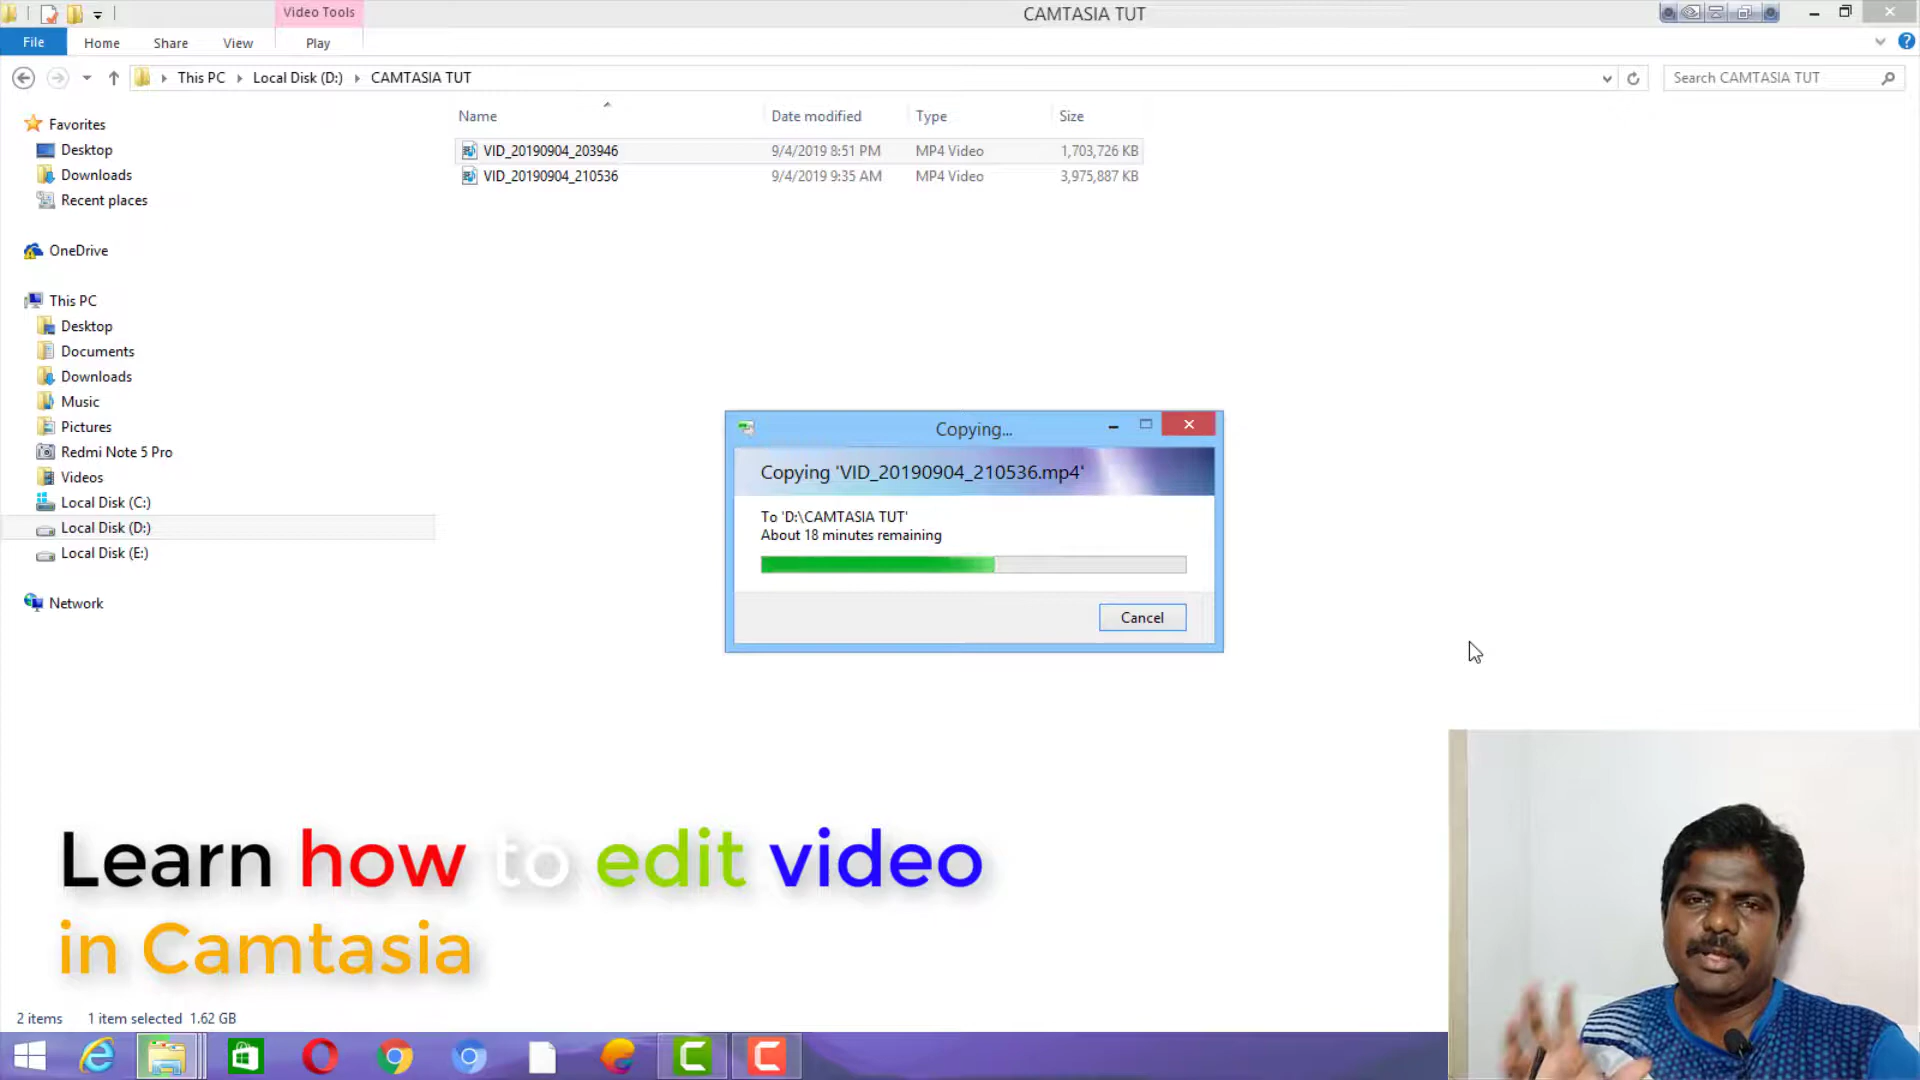 Video Tools
CAMTASIA TUT
File Home Share View Play
This PC Local Disk (D:) CAMTASIA TUT
Search CAMTASIA TUT
Name Date modified Type Size
VID_20190904_203946 9/4/2019 8:51 PM MP4 Video 1,703,726 KB
VID_20190904_210536 9/4/2019 9:35 AM MP4 Video 3,975,887 KB
Favorites
Desktop
Downloads
Recent places
OneDrive
This PC
Desktop
Documents
Downloads
Music
Pictures
Redmi Note 5 Pro
Videos
Local Disk (C:)
Local Disk (D:)
Local Disk (E:)
Network
Copying...
Copying 'VID_20190904_210536.mp4'
To 'D:\CAMTASIA TUT'
About 18 minutes remaining
Cancel
Learn how to edit video
in Camtasia
2 items 1 item selected 1.62 GB